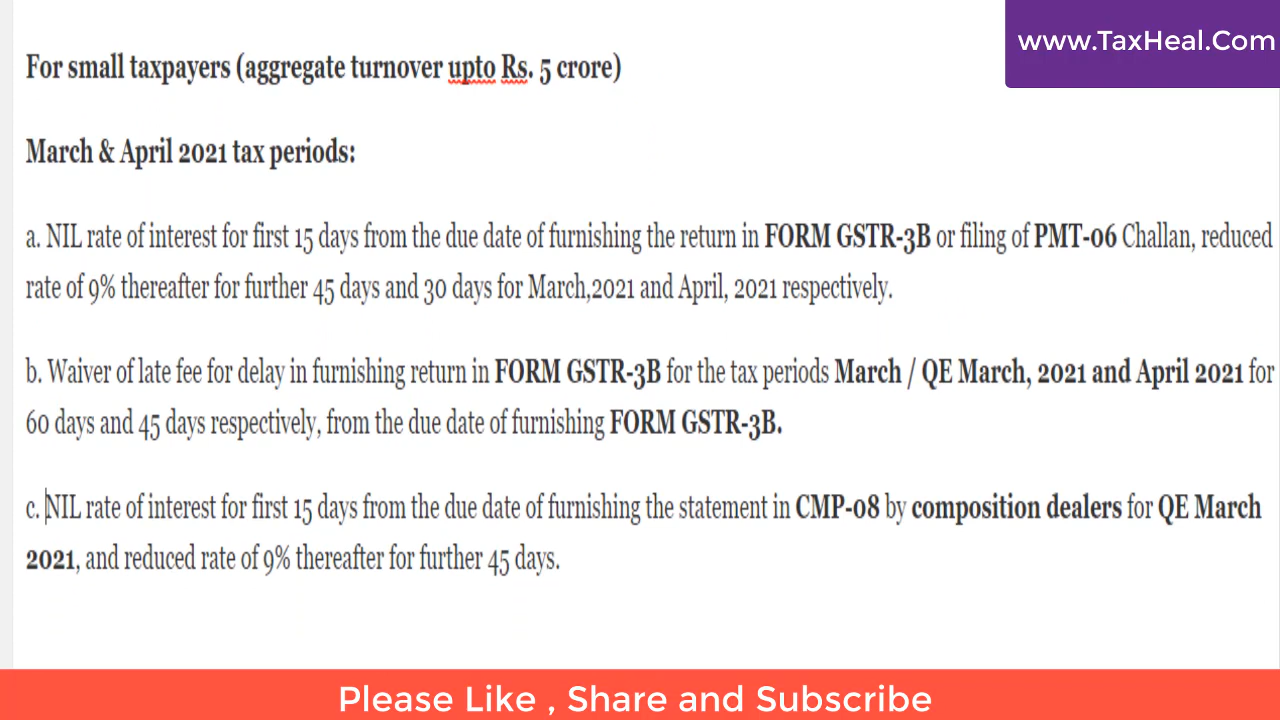 www.TaxHeal.Com
For small taxpayers (aggregate turnover upto Rs. 5 crore)
March & April 2021 tax periods:
a. NIL rate of interest for first 15 days from the due date of furnishing the return in FORM GSTR-3B or filing of PMT-06 Challan, reduced
rate of 9% thereafter for further 45 days and 30 days for March,2021 and April, 2021 respectively.
b. Waiver of late fee for delay in furnishing return in FORM GSTR-3B for the tax periods March / QE March, 2021 and April 2021 for
60 days and 45 days respectively, from the due date of furnishing FORM GSTR-3B.
c. NIL rate of interest for first 15 days from the due date of furnishing the statement in CMP-08 by composition dealers for QE March
2021, and reduced rate of 9% thereafter for further 45 days.
Please Like , Share and Subscribe